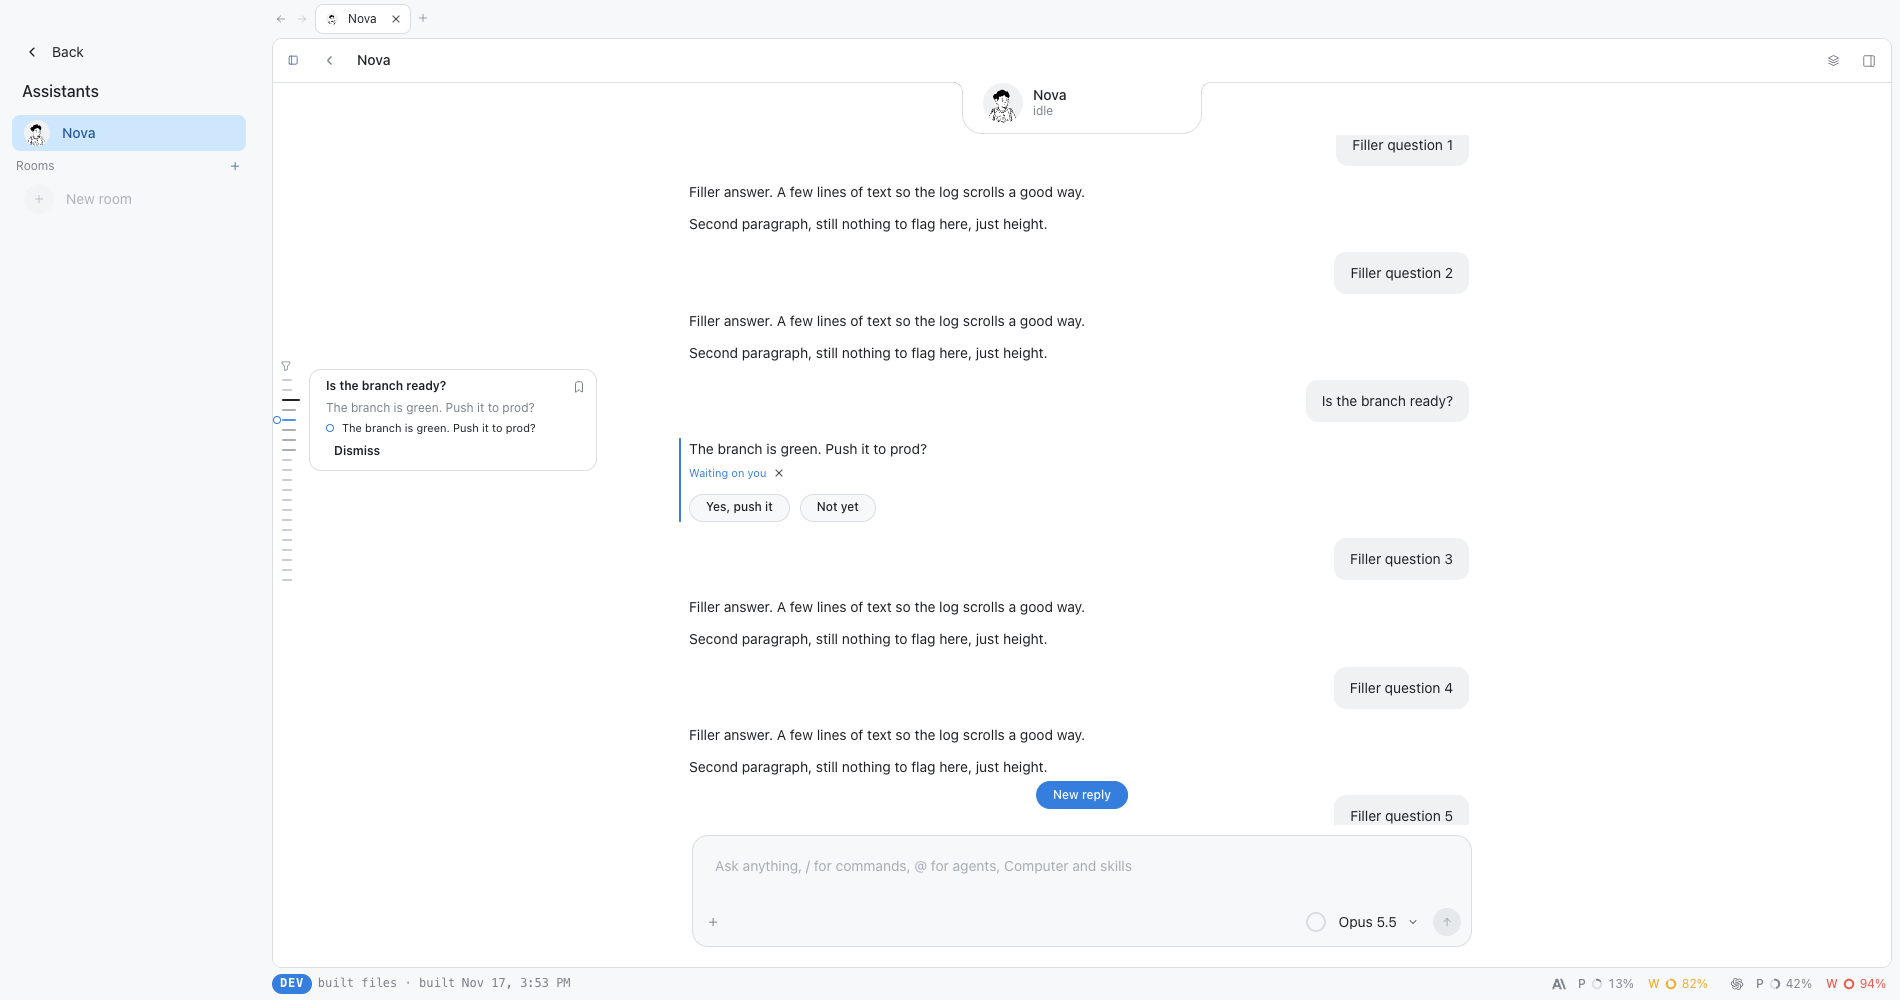 Nova
Back
Nova
Assistants
Nova
Rooms
New room
Nova
idle
Filler question 1
Filler answer. A few lines of text so the log scrolls a good way.
Second paragraph, still nothing to flag here, just height.
Filler question 2
Filler answer. A few lines of text so the log scrolls a good way.
Second paragraph, still nothing to flag here, just height.
Is the branch ready?
The branch is green. Push it to prod?
The branch is green. Push it to prod?
Dismiss
Is the branch ready?
The branch is green. Push it to prod?
Waiting on you
Yes, push it
Not yet
Filler question 3
Filler answer. A few lines of text so the log scrolls a good way.
Second paragraph, still nothing to flag here, just height.
Filler question 4
Filler answer. A few lines of text so the log scrolls a good way.
Second paragraph, still nothing to flag here, just height.
New reply
Filler question 5
Ask anything, / for commands, @ for agents, Computer and skills
Opus 5.5
DEV built files · built Nov 17, 3:53 PM
P 13% W 82% P 42% W 94%